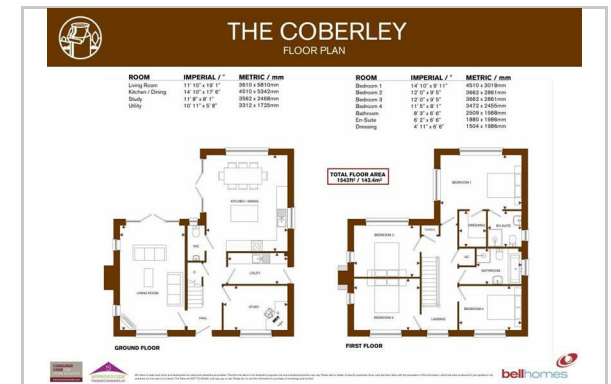 THE COBERLEY
FLOOR PLAN
ROOM IMPERIAL / " METRIC / mm
Living Room 11' 10" x 19' 1" 3610 x 5810mm
Kitchen / Dining 14' 10" x 17' 6" 4510 x 5342mm
Study 11' 8" x 8' 1" 3562 x 2468mm
Utility 10' 11" x 5' 8" 3312 x 1725mm
ROOM IMPERIAL / " METRIC / mm
Bedroom 1 14' 10" x 9' 11" 4510 x 3018mm
Bedroom 2 12' 0" x 9' 5" 3662 x 2861mm
Bedroom 3 12' 0" x 9' 5" 3662 x 2861mm
Bedroom 4 11' 5" x 8' 1" 3472 x 2455mm
Bathroom 8' 3" x 6' 6" 2509 x 1988mm
En-Suite 6' 2" x 6' 6" 1880 x 1986mm
Dressing 4' 11" x 6' 6" 1504 x 1986mm
TOTAL FLOOR AREA
1543ft² / 143.4m²
KITCHEN / DINING
W/C
UTILITY
LIVING ROOM
STUDY
HALL
GROUND FLOOR
BEDROOM 1
DRESSING
EN-SUITE
BEDROOM 2
A/C
BATHROOM
BEDROOM 3
LANDING
BEDROOM 4
FIRST FLOOR
bellhomes